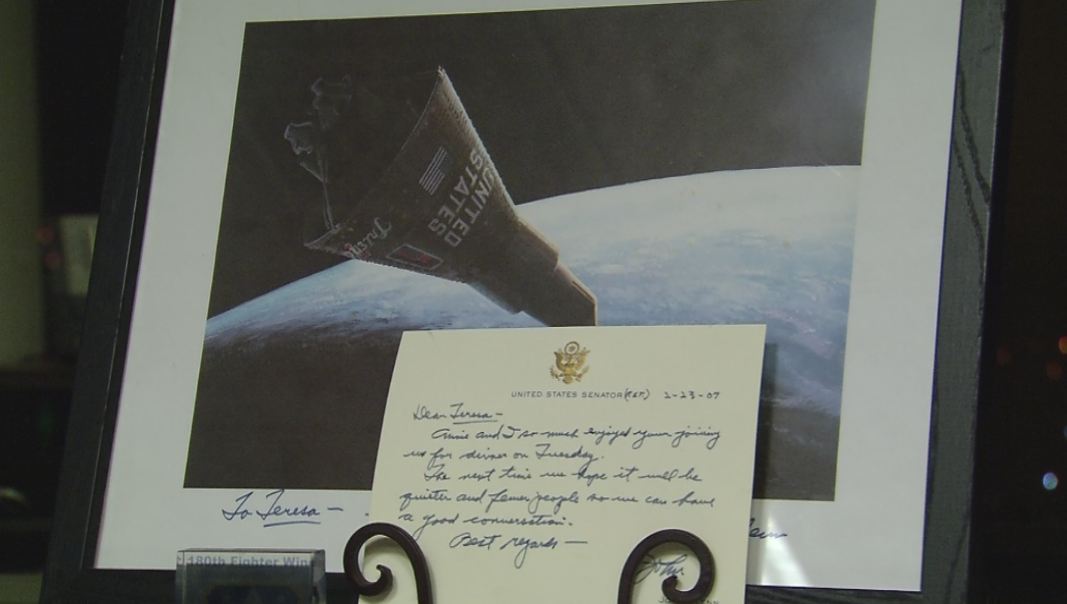 UNITED
STATES
UNITED STATES SENATOR (RET) 2-23-07
Dear Teresa -
Annie and I so much enjoyed your joining
us for dinner on Tuesday.
The next time we hope it will be
quieter and fewer people so we can have
a good conversation.
Best regards —
John
To Teresa -
180th Fighter Win